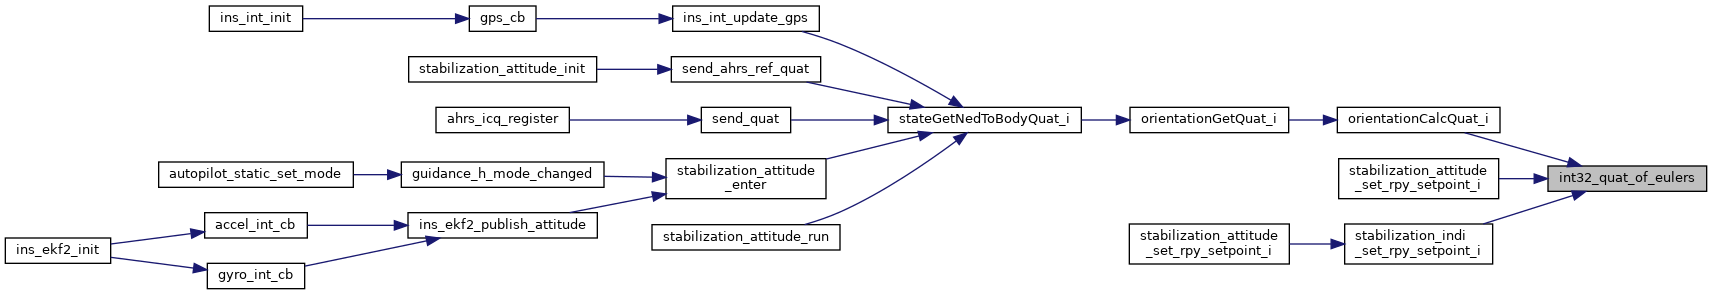 ins_int_init
gps_cb
ins_int_update_gps
stabilization_attitude_init
send_ahrs_ref_quat
ahrs_icq_register
send_quat
stateGetNedToBodyQuat_i
orientationGetQuat_i
orientationCalcQuat_i
autopilot_static_set_mode
guidance_h_mode_changed
stabilization_attitude
_enter
stabilization_attitude
_set_rpy_setpoint_i
int32_quat_of_eulers
accel_int_cb
ins_ekf2_publish_attitude
ins_ekf2_init
gyro_int_cb
stabilization_attitude_run
stabilization_attitude
_set_rpy_setpoint_i
stabilization_indi
_set_rpy_setpoint_i